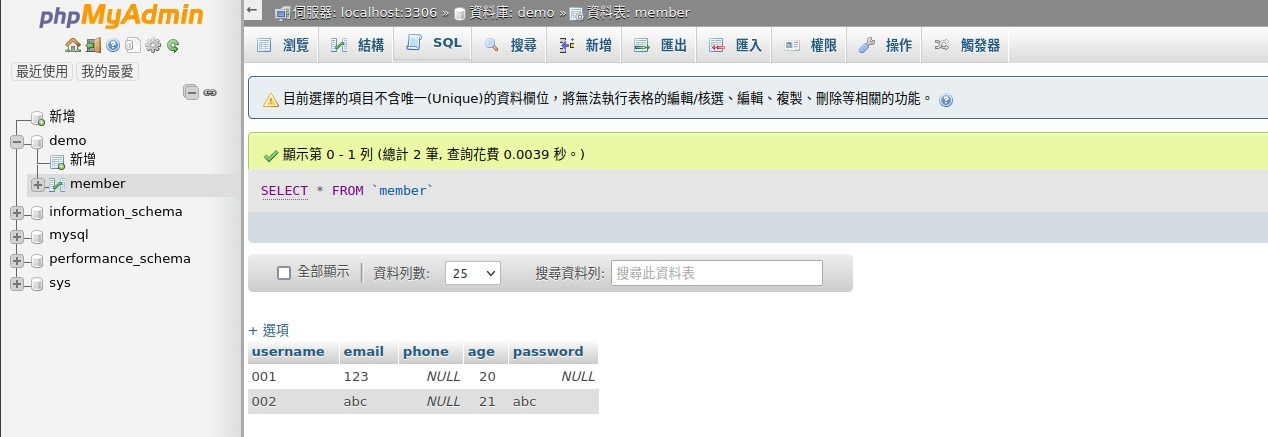 phpMyAdmin
最近使用 我的最愛
新增
demo
新增
member
information_schema
mysql
performance_schema
sys
伺服器: localhost:3306 » 資料庫: demo » 資料表: member
瀏覽 結構 SQL 搜尋 新增 匯出 匯入 權限 操作 觸發器
目前選擇的項目不含唯一(Unique)的資料欄位，將無法執行表格的編輯/核選、編輯、複製、刪除等相關的功能。
顯示第 0 - 1 列 (總計 2 筆, 查詢花費 0.0039 秒。)
SELECT * FROM `member`
全部顯示 資料列數: 25 搜尋資料列: 搜尋此資料表
+ 選項
username email phone age password
001 123 NULL 20 NULL
002 abc NULL 21 abc